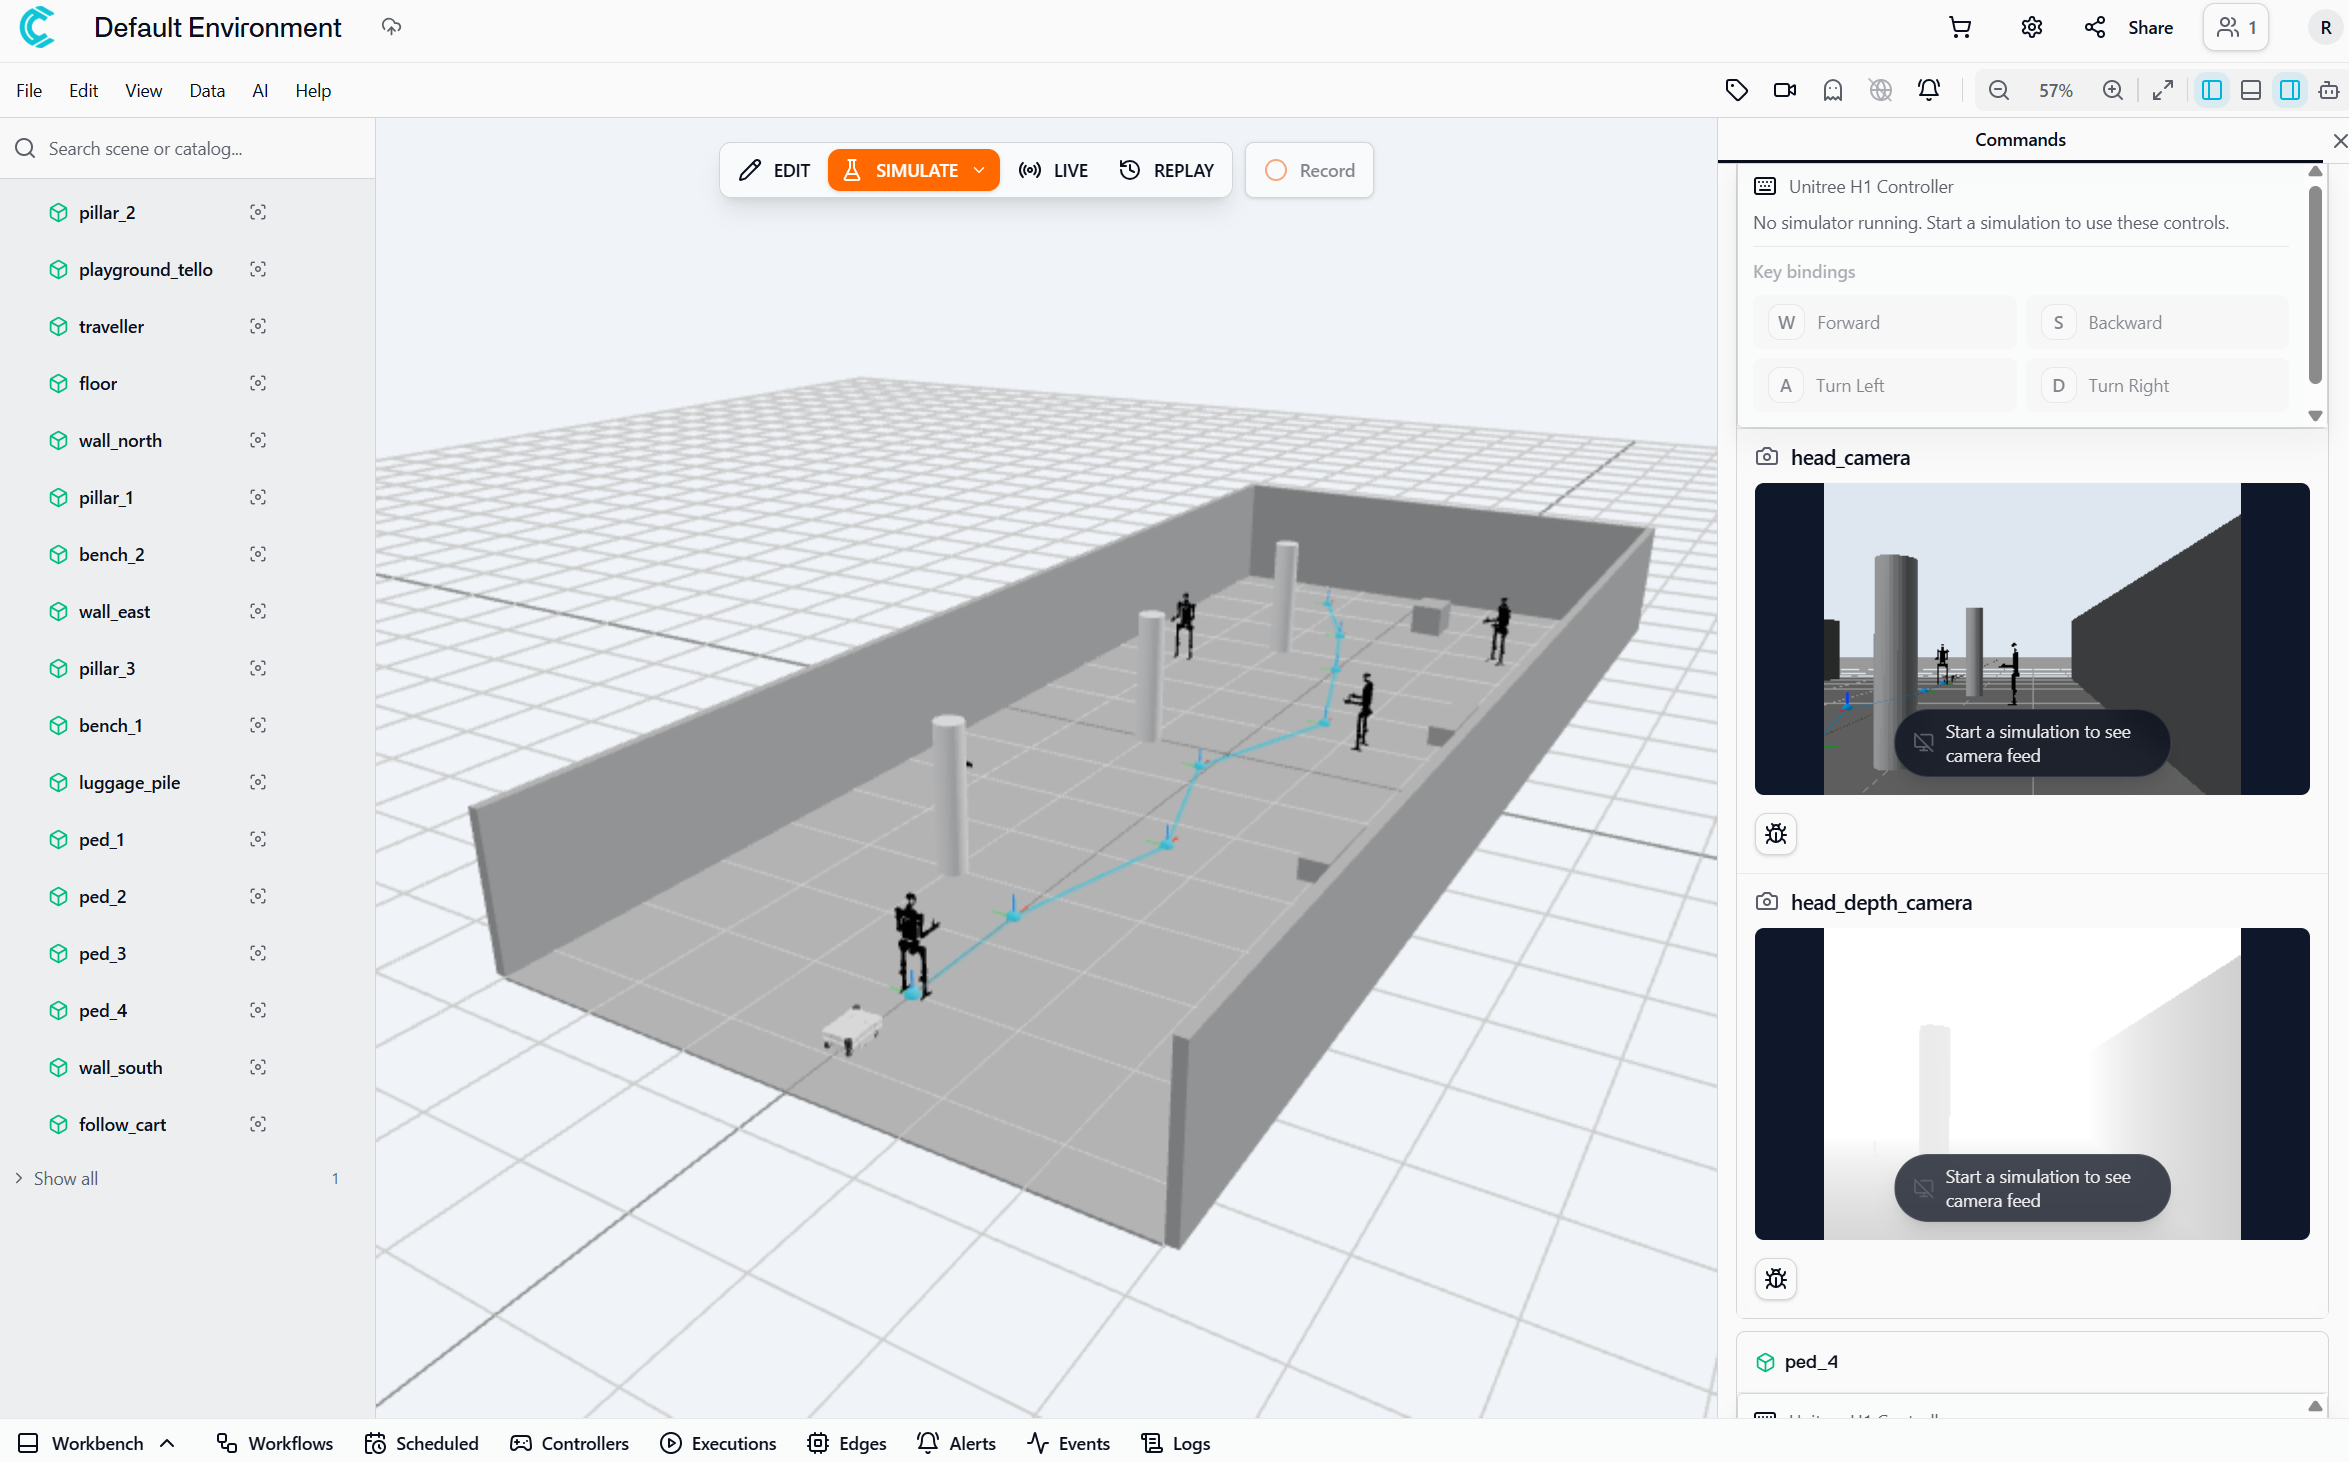 Default Environment
Share
1
R
File
Edit
View
Data
AI
Help
57%
Search scene or catalog...
EDIT
SIMULATE
LIVE
REPLAY
Record
Commands
pillar_2
playground_tello
traveller
floor
wall_north
pillar_1
bench_2
wall_east
pillar_3
bench_1
luggage_pile
ped_1
ped_2
ped_3
ped_4
wall_south
follow_cart
Show all
1
Unitree H1 Controller
No simulator running. Start a simulation to use these controls.
Key bindings
W Forward
S Backward
A Turn Left
D Turn Right
head_camera
Start a simulation to see
camera feed
head_depth_camera
Start a simulation to see
camera feed
ped_4
Workbench
Workflows
Scheduled
Controllers
Executions
Edges
Alerts
Events
Logs